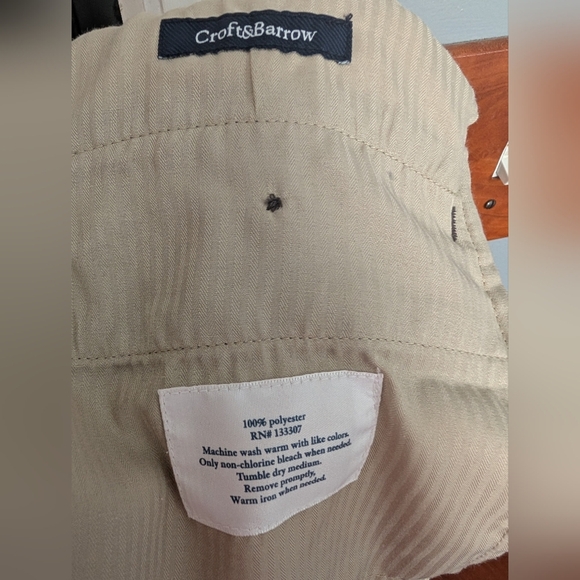 Croft&Barrow
100% polyester
RN# 133307
Machine wash warm with like colors.
Only non-chlorine bleach when needed.
Tumble dry medium.
Remove promptly,
Warm iron when needed.